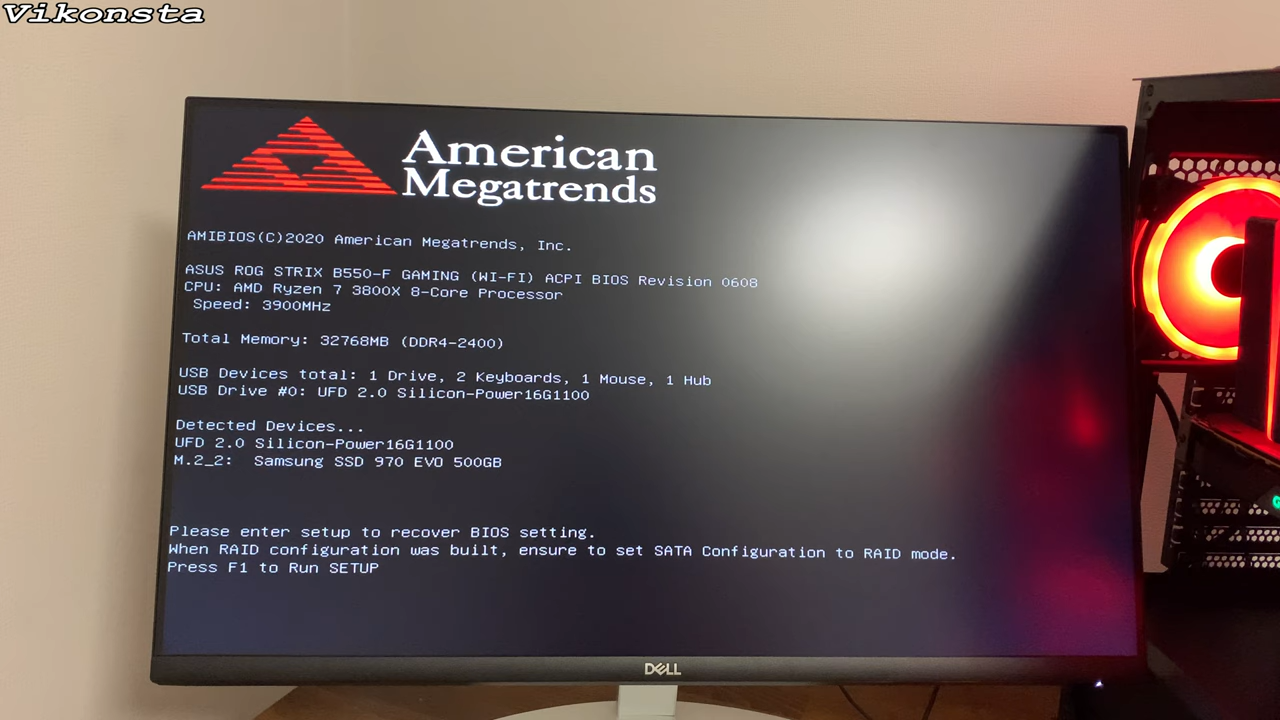 Vikonsta
American
Megatrends
AMIBIOS(C)2020 American Megatrends, Inc.
ASUS ROG STRIX B550-F GAMING (WI-FI) ACPI BIOS Revision 0608
CPU: AMD Ryzen 7 3800X 8-Core Processor
Speed: 3900MHz
Total Memory: 32768MB (DDR4-2400)
USB Devices total: 1 Drive, 2 Keyboards, 1 Mouse, 1 Hub
USB Drive #0: UFD 2.0 Silicon-Power16G1100
Detected Devices...
UFD 2.0 Silicon-Power16G1100
M.2_2: Samsung SSD 970 EVO 500GB
Please enter setup to recover BIOS setting.
When RAID configuration was built, ensure to set SATA Configuration to RAID mode.
Press F1 to Run SETUP
DELL